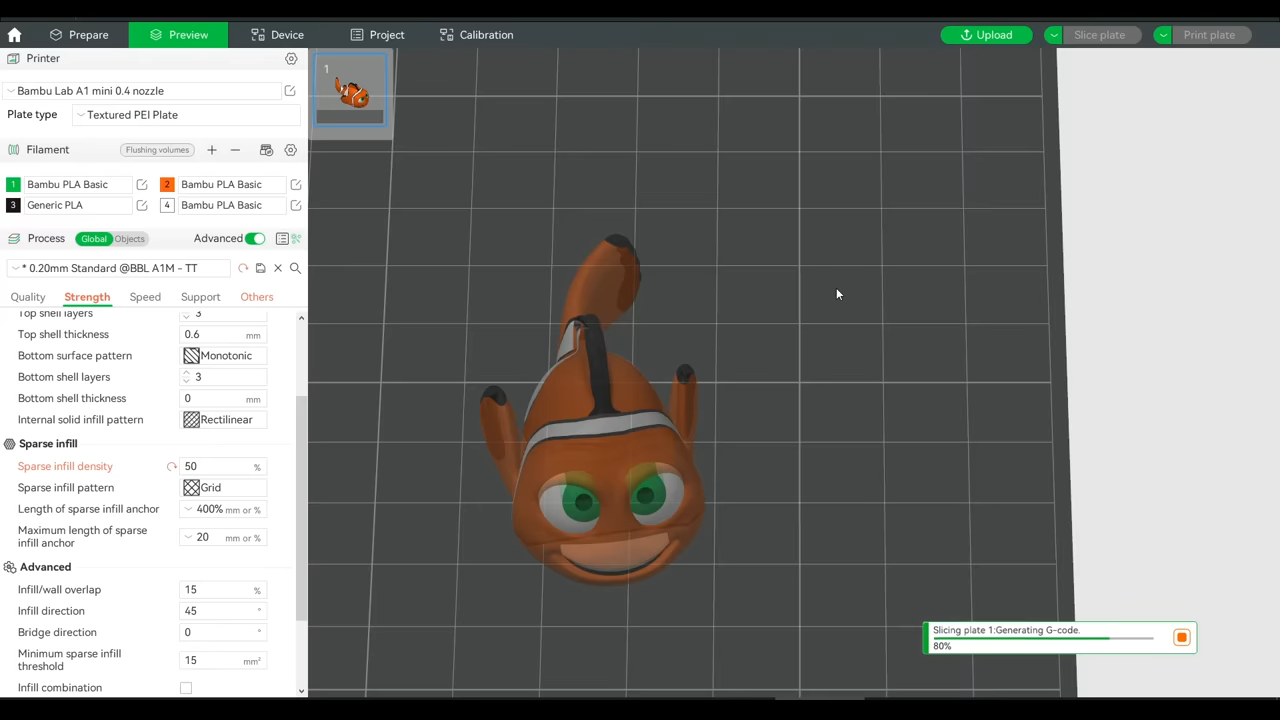 Prepare Preview Device Project Calibration Upload Slice plate Print plate
Printer
Bambu Lab A1 mini 0.4 nozzle
Plate type Textured PEI Plate
Filament Flushing volumes
1 Bambu PLA Basic 2 Bambu PLA Basic
3 Generic PLA 4 Bambu PLA Basic
Process Global Objects Advanced
* 0.20mm Standard @BBL A1M - TT
Quality Strength Speed Support Others
Top shell layers 3
Top shell thickness 0.6 mm
Bottom surface pattern Monotonic
Bottom shell layers 3
Bottom shell thickness 0 mm
Internal solid infill pattern Rectilinear
Sparse infill
Sparse infill density 50 %
Sparse infill pattern Grid
Length of sparse infill anchor 400% mm or %
Maximum length of sparse
infill anchor 20 mm or %
Advanced
Infill/wall overlap 15 %
Infill direction 45 °
Bridge direction 0 °
Minimum sparse infill
threshold 15 mm²
Infill combination
1
Slicing plate 1:Generating G-code.
80%